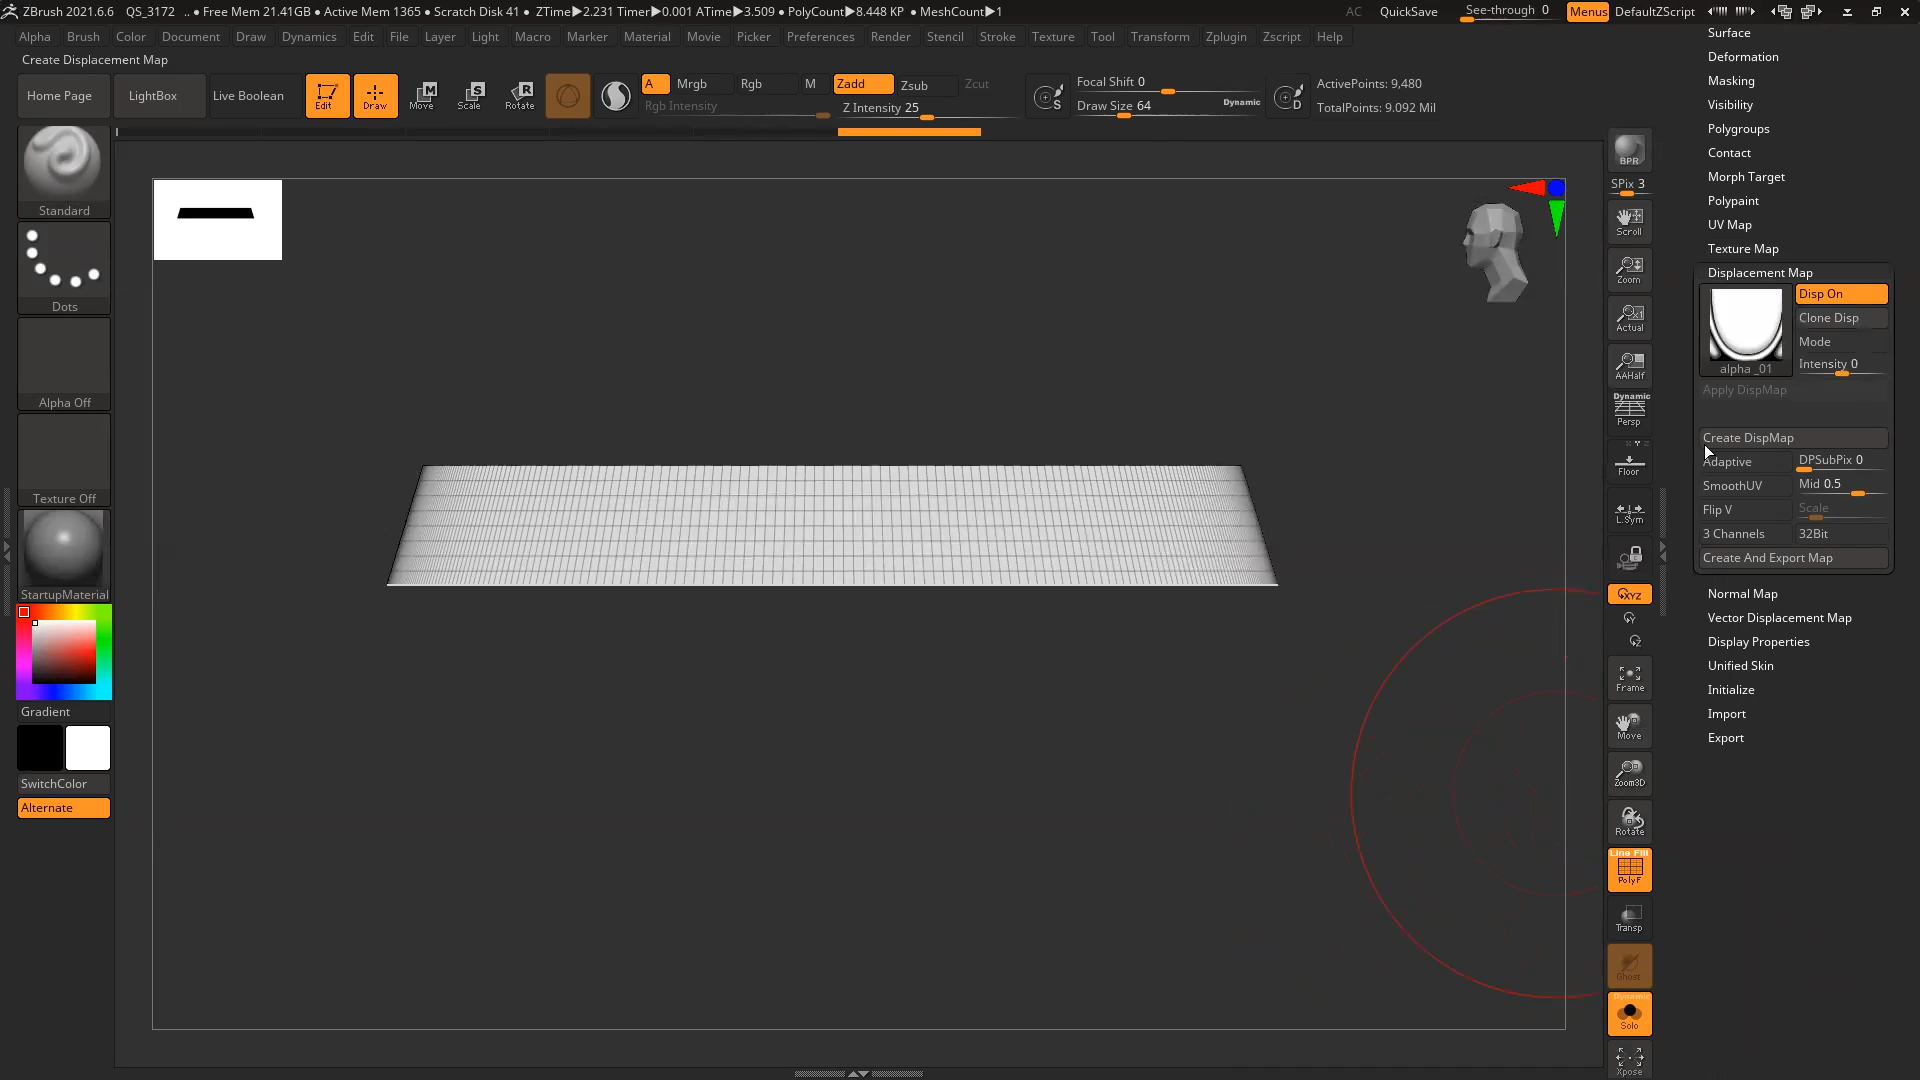 ZBrush 2021.6.6 QS_3172 .. ● Free Mem 21.41GB ● Active Mem 1365 ● Scratch Disk 41 ● ZTime▶2.231 Timer▶0.001 ATime▶3.509 ● PolyCount▶8.448 KP ● MeshCount▶1 AC QuickSave See-through 0 Menus DefaultZScript
Alpha Brush Color Document Draw Dynamics Edit File Layer Light Macro Marker Material Movie Picker Preferences Render Stencil Stroke Texture Tool Transform Zplugin Zscript Help
Create Displacement Map
Home Page LightBox Live Boolean Edit Draw Move Scale Rotate
A Mrgb Rgb M Zadd Zsub Zcut
Rgb Intensity Z Intensity 25
Focal Shift 0
Draw Size 64 Dynamic
ActivePoints: 9,480
TotalPoints: 9.092 Mil
Standard
Dots
Alpha Off
Texture Off
StartupMaterial
Gradient
SwitchColor
Alternate
BPR
SPix 3
Scroll
Zoom
Actual
AAHalf
Dynamic
Persp
Floor
L.Sym
XYZ
Y
Z
Frame
Move
Zoom3D
Rotate
Line Fill
PolyF
Transp
Ghost
Dynamic
Solo
Xpose
Surface
Deformation
Masking
Visibility
Polygroups
Contact
Morph Target
Polypaint
UV Map
Texture Map
Displacement Map
alpha _01
Disp On
Clone Disp
Mode
Intensity 0
Apply DispMap
Create DispMap
Adaptive DPSubPix 0
SmoothUV Mid 0.5
Flip V Scale
3 Channels 32Bit
Create And Export Map
Normal Map
Vector Displacement Map
Display Properties
Unified Skin
Initialize
Import
Export